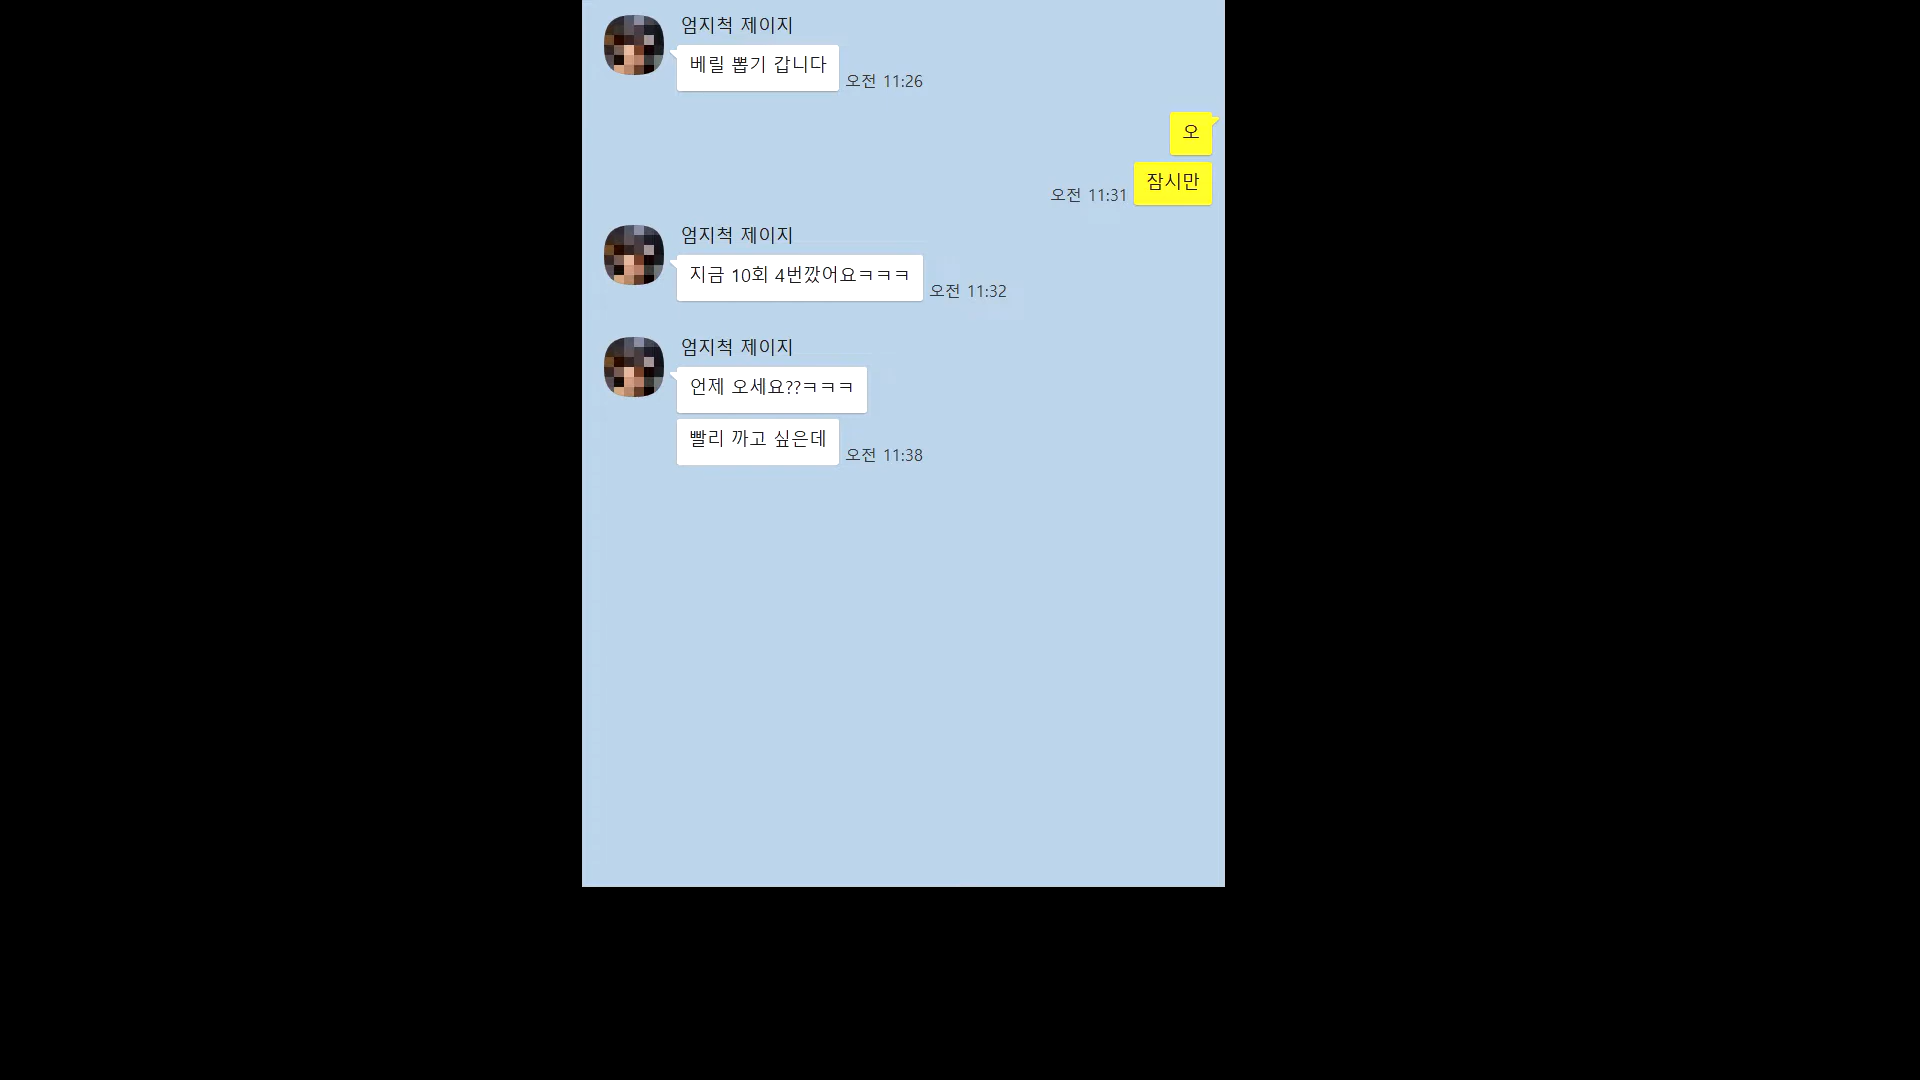 엄지척 제이지
베릴 뽑기 갑니다
오전 11:26
오
잠시만
오전 11:31
엄지척 제이지
지금 10회 4번깠어요ㅋㅋㅋ
오전 11:32
엄지척 제이지
언제 오세요??ㅋㅋㅋ
빨리 까고 싶은데
오전 11:38